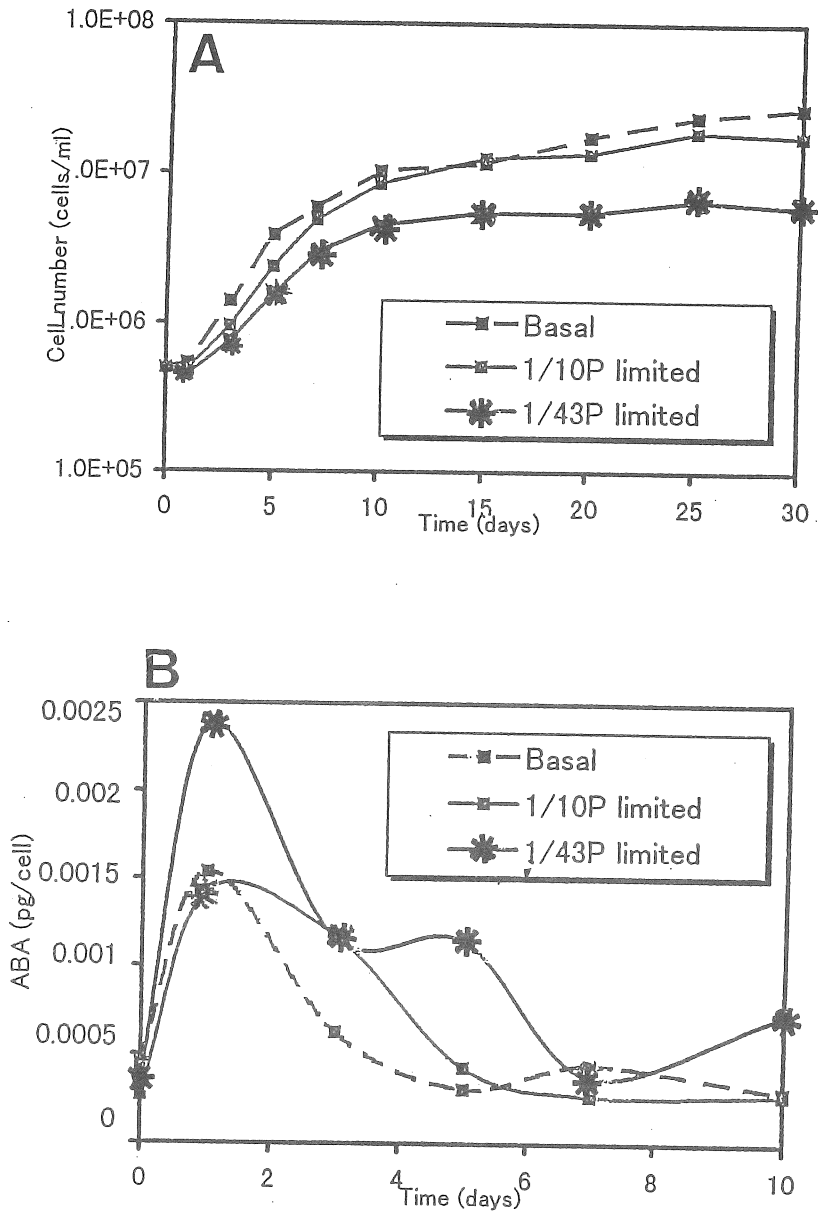 1.0E+08
A
.0E+07
.0E+06
1.0E+05
Cell number (cells/ml)
Basal
1/10P limited
1/43P limited
0 5 10 15 20 25 30
Time (days)
B
0.0025
0.002
0.0015
0.001
0.0005
0
ABA (pg/cell)
Basal
1/10P limited
1/43P limited
0 2 4 6 8 10
Time (days)